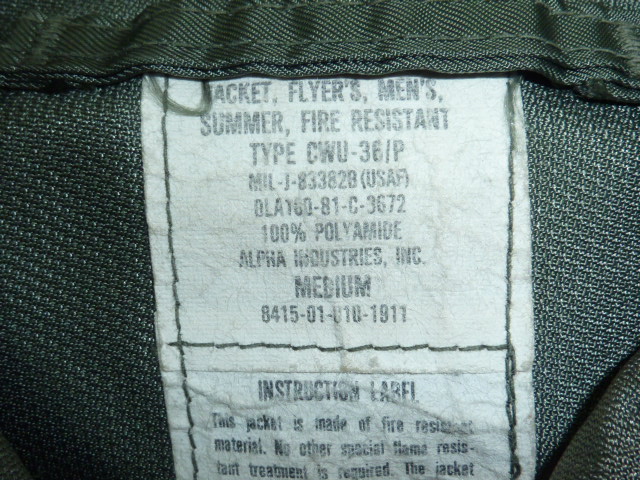 JACKET, FLYER'S, MEN'S,
SUMMER, FIRE RESISTANT
TYPE CWU-36/P
MIL-J-83382B (USAF)
DLA100-81-C-3672
100% POLYAMIDE
ALPHA INDUSTRIES, INC.
MEDIUM
8415-01-010-1911
INSTRUCTION LABEL
This jacket is made of fire resistant
material. No other special flame resis-
tant treatment is required. The jacket